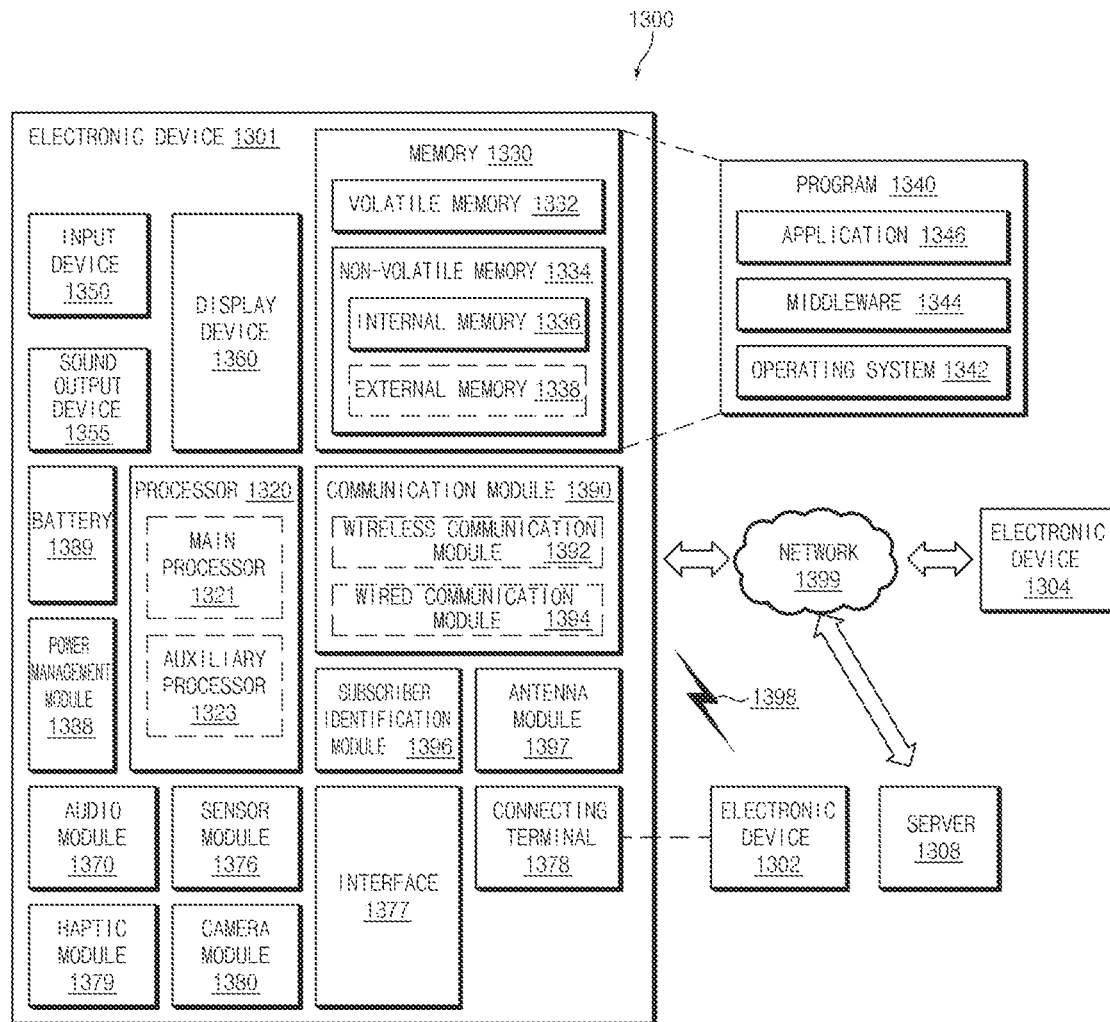 1300
ELECTRONIC DEVICE 1301
MEMORY 1330
VOLATILE MEMORY 1332
NON-VOLATILE MEMORY 1334
INTERNAL MEMORY 1336
EXTERNAL MEMORY 1338
INPUT
DEVICE
1350
DISPLAY
DEVICE
1360
SOUND
OUTPUT
DEVICE
1355
PROGRAM 1340
APPLICATION 1346
MIDDLEWARE 1344
OPERATING SYSTEM 1342
BATTERY
1389
PROCESSOR 1320
MAIN
PROCESSOR
1321
AUXILIARY
PROCESSOR
1323
COMMUNICATION MODULE 1390
WIRELESS COMMUNICATION
MODULE 1392
WIRED COMMUNICATION
MODULE 1394
NETWORK
1399
ELECTRONIC
DEVICE
1304
POWER
MANAGEMENT
MODULE
1388
SUBSCRIBER
IDENTIFICATION
MODULE 1396
ANTENNA
MODULE
1397
1398
AUDIO
MODULE
1370
SENSOR
MODULE
1376
INTERFACE
1377
CONNECTING
TERMINAL
1378
ELECTRONIC
DEVICE
1302
SERVER
1308
HAPTIC
MODULE
1379
CAMERA
MODULE
1380